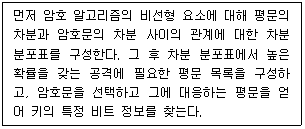 먼저 암호 알고리즘의 비선형 요소에 대해 평문의
차분과 암호문의 차분 사이의 관계에 대한 차분
분포표를 구성한다. 그 후 차분 분포표에서 높은
확률을 갖는 공격에 필요한 평문 목록을 구성하
고, 암호문을 선택하고 그에 대응하는 평문을 얻
어 키의 특정 비트 정보를 찾는다.